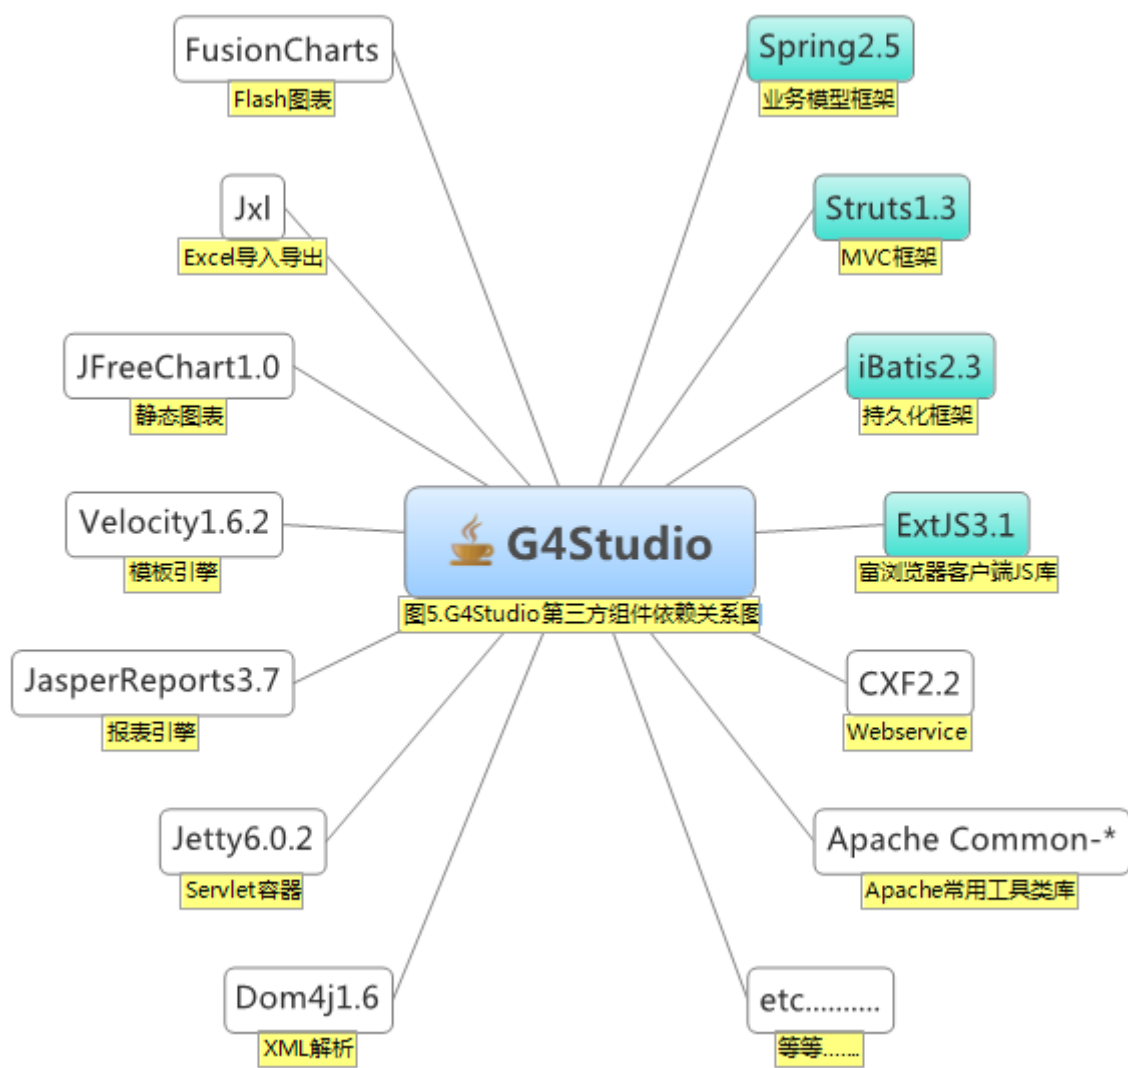 FusionCharts
Flash图表
Spring2.5
业务模型框架
Jxl
Excel导入导出
Struts1.3
MVC框架
JFreeChart1.0
静态图表
iBatis2.3
持久化框架
Velocity1.6.2
模板引擎
G4Studio
图5.G4Studio第三方组件依赖关系图
ExtJS3.1
富浏览器客户端JS库
JasperReports3.7
报表引擎
CXF2.2
Webservice
Jetty6.0.2
Servlet容器
Apache Common-*
Apache常用工具类库
Dom4j1.6
XML解析
etc..........
等等.......